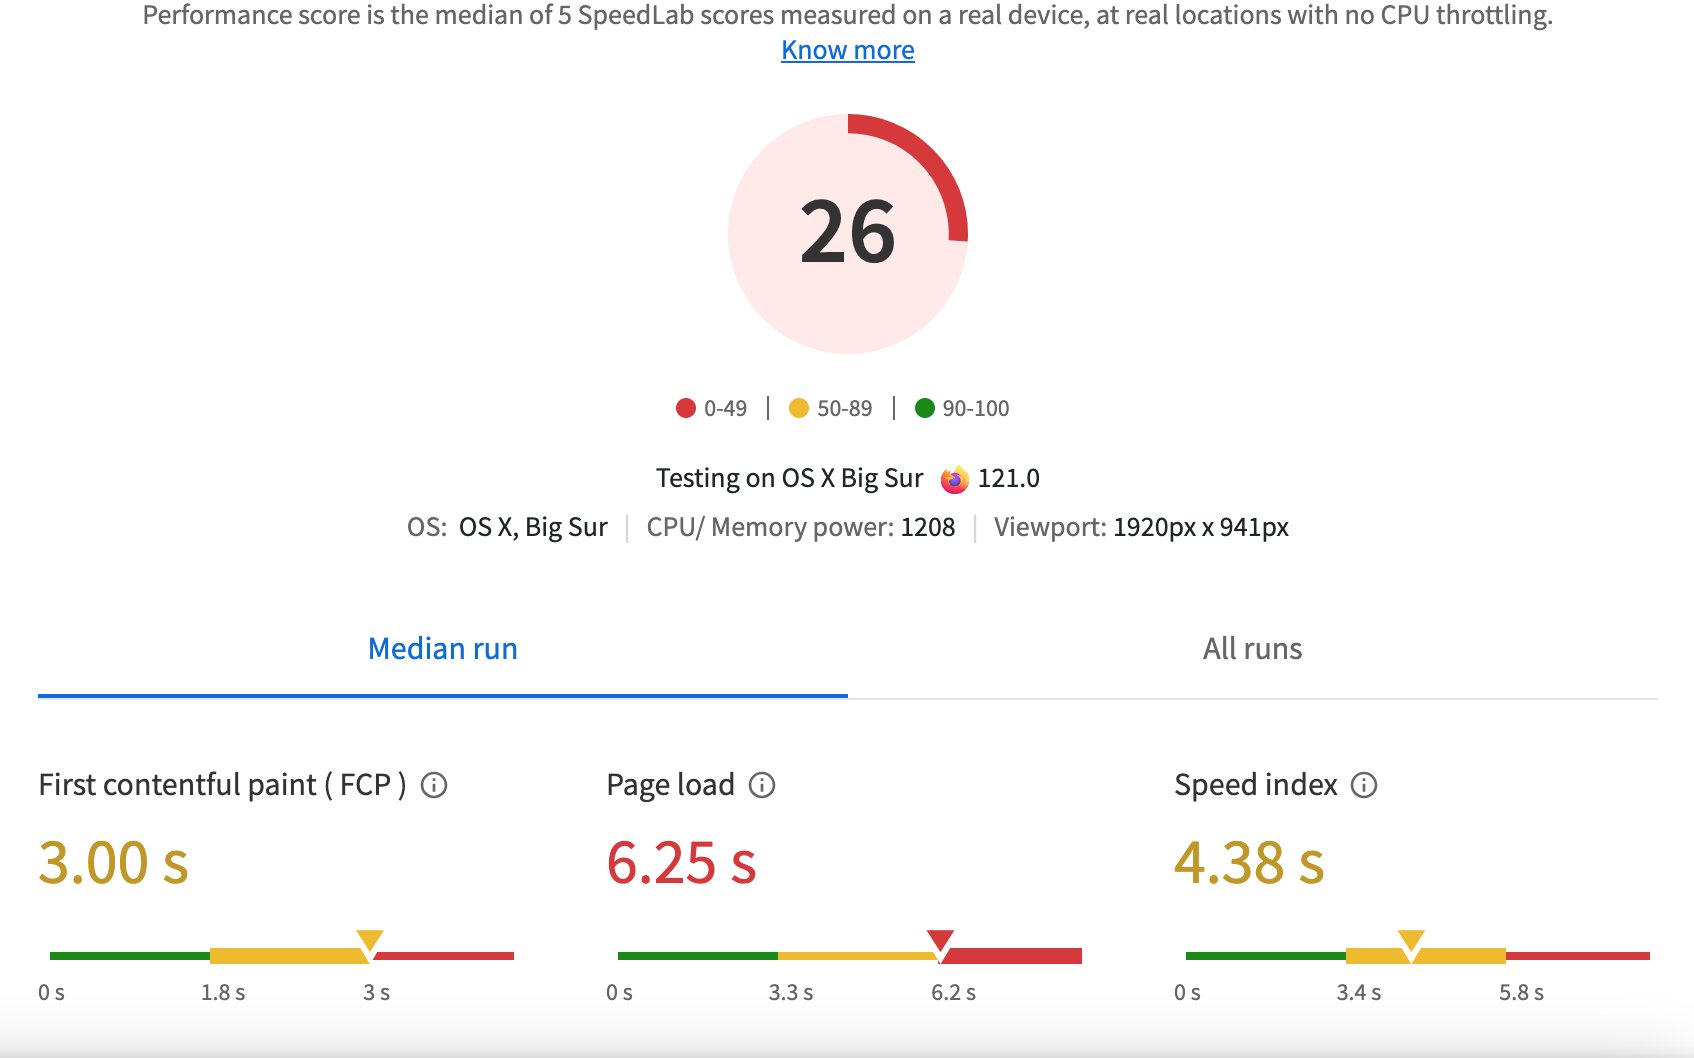 Performance score is the median of 5 SpeedLab scores measured on a real device, at real locations with no CPU throttling.
Know more
26
0-49 | 50-89 | 90-100
Testing on OS X Big Sur 121.0
OS: OS X, Big Sur | CPU/ Memory power: 1208 | Viewport: 1920px x 941px
Median run
All runs
First contentful paint ( FCP )
3.00 s
0 s 1.8 s 3 s
Page load
6.25 s
0 s 3.3 s 6.2 s
Speed index
4.38 s
0 s 3.4 s 5.8 s